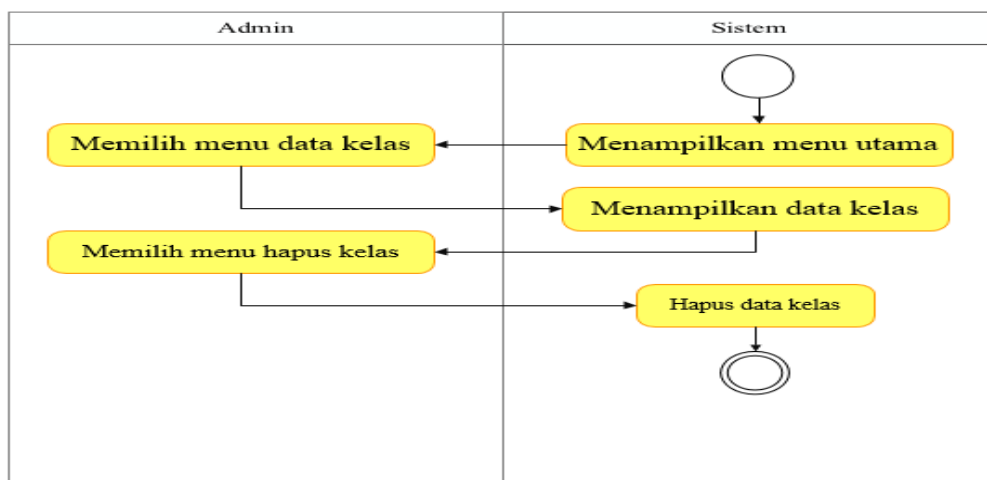 Admin
Sistem
Menampilkan menu utama
Memilih menu data kelas
Menampilkan data kelas
Memilih menu hapus kelas
Hapus data kelas